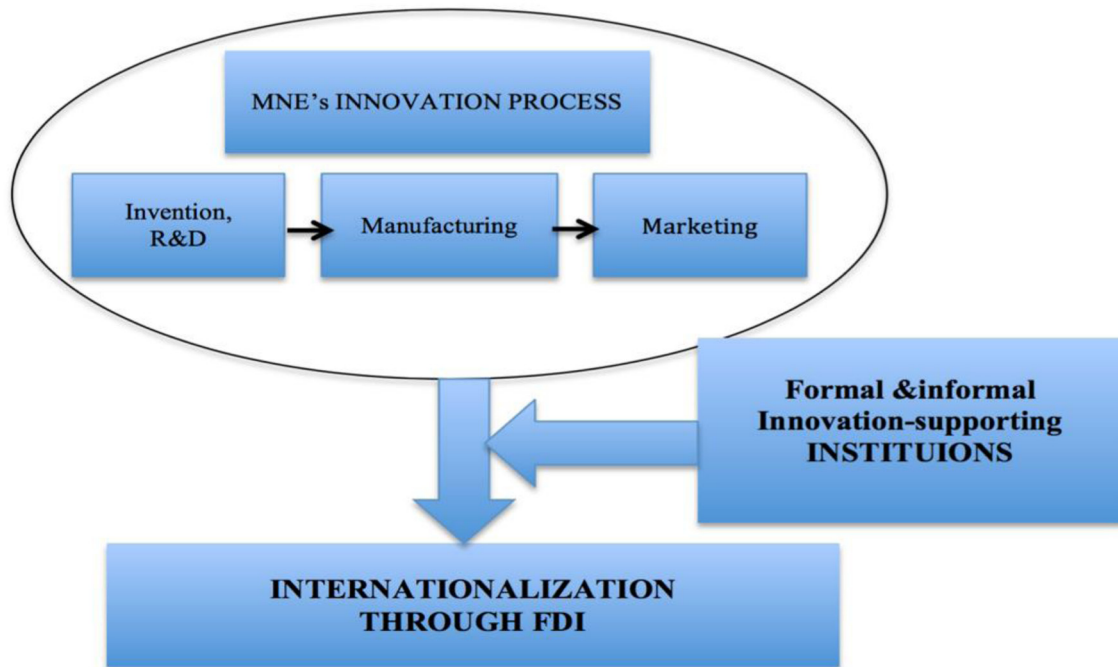 MNE’s INNOVATION PROCESS
Invention,
R&D
Manufacturing
Marketing
Formal &informal
Innovation-supporting
INSTITUIONS
INTERNATIONALIZATION
THROUGH FDI